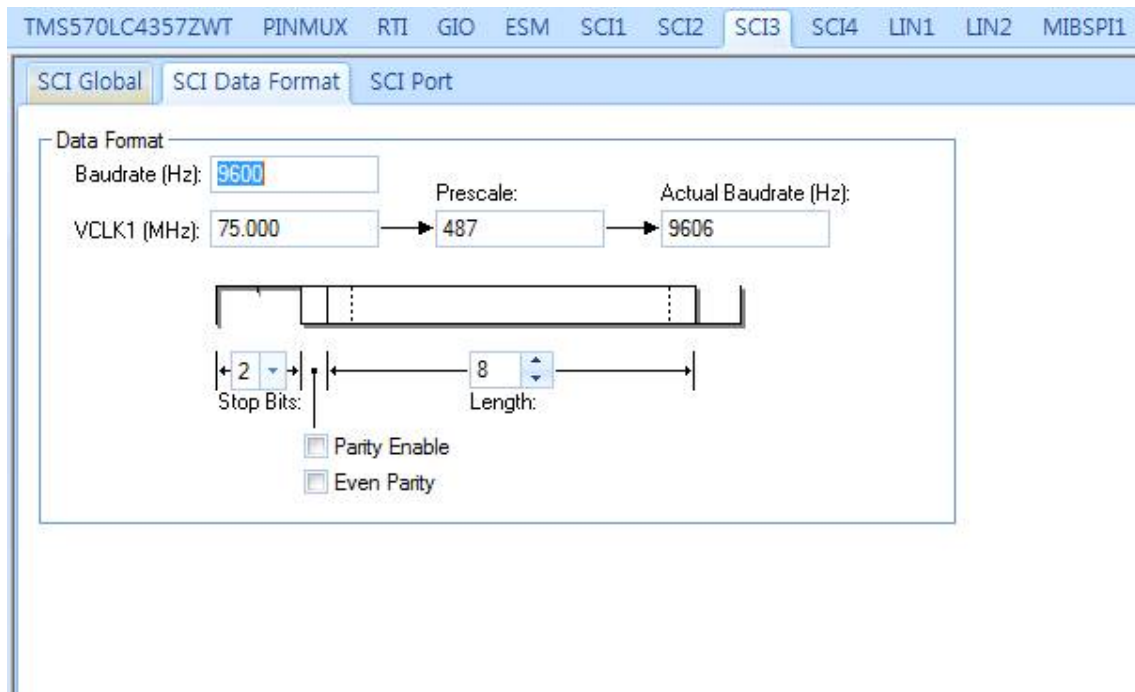 TMS570LC4357ZWT PINMUX RTI GIO ESM SCI1 SCI2 SCI3 SCI4 LIN1 LIN2 MIBSPI1
SCI Global SCI Data Format SCI Port
Data Format
Baudrate (Hz): 9600
Prescale: Actual Baudrate (Hz):
VCLK1 (MHz): 75.000 487 9606
2 8
Stop Bits: Length:
Parity Enable
Even Parity